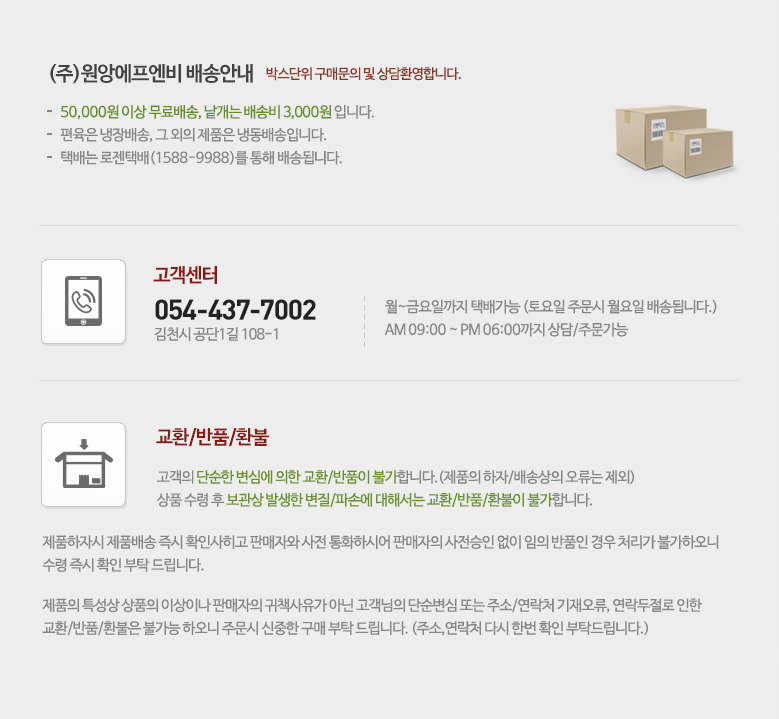 (주)원앙에프엔비 배송안내 박스단위 구매문의 및 상담환영합니다.
- 50,000원 이상 무료배송, 낱개는 배송비 3,000원 입니다.
- 편육은 냉장배송, 그 외의 제품은 냉동배송입니다.
- 택배는 로젠택배(1588-9988)를 통해 배송됩니다.
고객센터
054-437-7002
김천시 공단1길 108-1
월~금요일까지 택배가능 (토요일 주문시 월요일 배송됩니다.)
AM 09:00 ~ PM 06:00까지 상담/주문가능
교환/반품/환불
고객의 단순한 변심에 의한 교환/반품이 불가합니다. (제품의 하자/배송상의 오류는 제외)
상품 수령 후 보관상 발생한 변질/파손에 대해서는 교환/반품/환불이 불가합니다.
제품하자시 제품배송 즉시 확인사히고 판매자와 사전 통화하시어 판매자의 사전승인 없이 임의 반품인 경우 처리가 불가하오니
수령 즉시 확인 부탁 드립니다.
제품의 특성상 상품의 이상이나 판매자의 귀책사유가 아닌 고객님의 단순변심 또는 주소/연락처 기재오류, 연락두절로 인한
교환/반품/환불은 불가능 하오니 주문시 신중한 구매 부탁 드립니다. (주소,연락처 다시 한번 확인 부탁드립니다.)